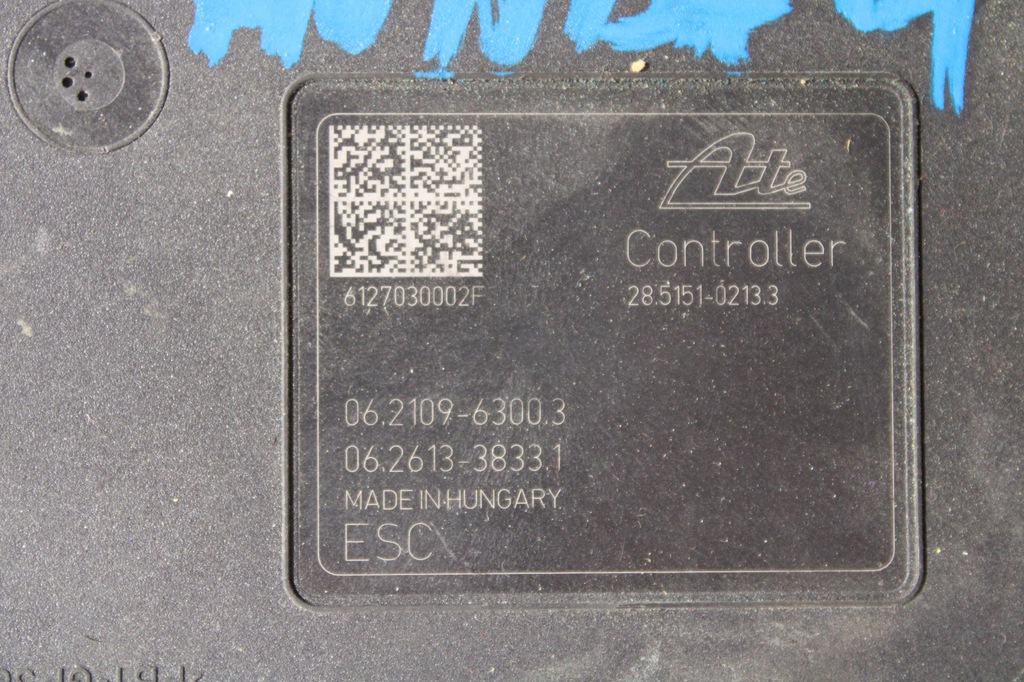 Ate
Controller
6127030002F
28.5151-0213.3
06.2109-6300.3
06.2613-3833.1
MADE IN HUNGARY
ESC